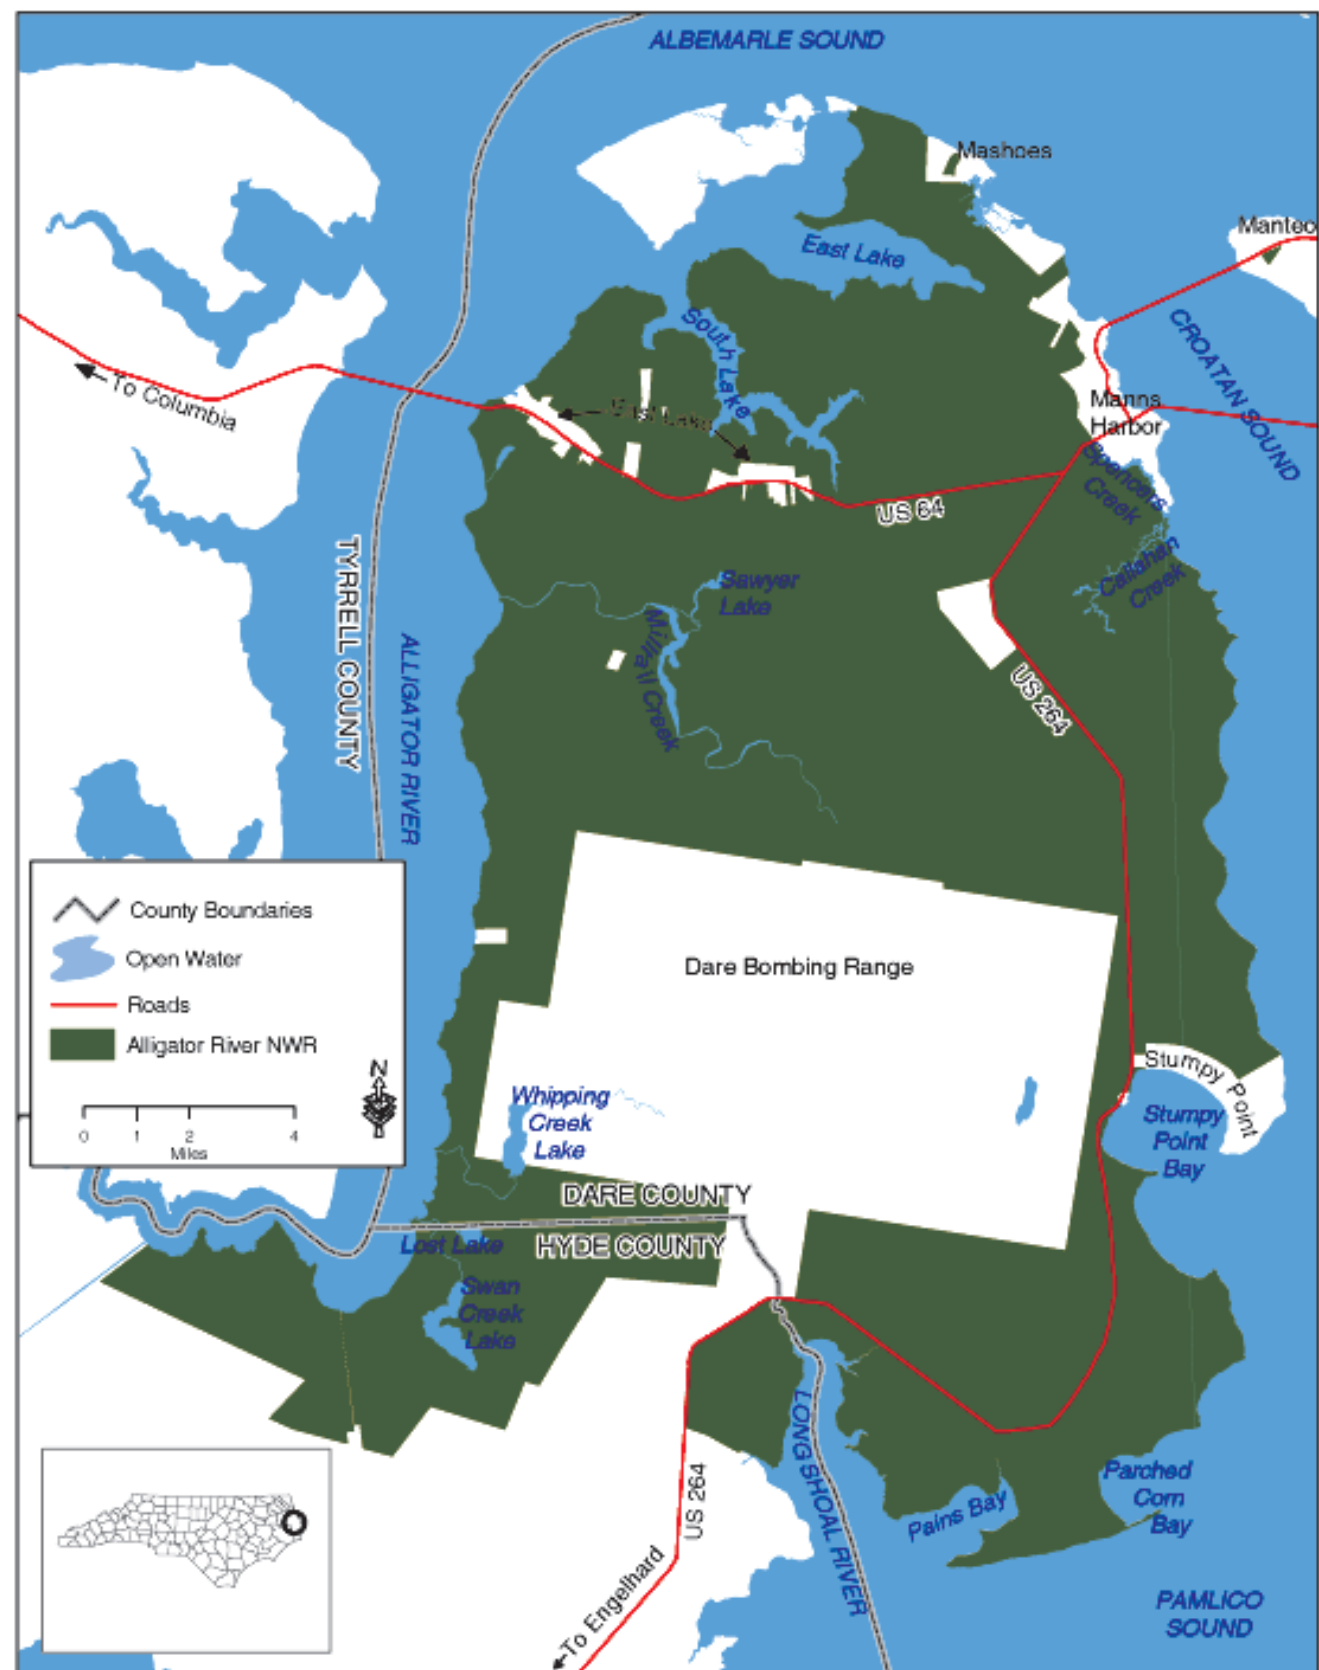 ALBEMARLE SOUND
Mashoes
Manteo
East Lake
CROATAN SOUND
South Lake
To Columbia
East Lake
Manns
Harbor
Spencers
Creek
US 64
Callahan
Creek
Sawyer
Lake
Milltail Creek
TYRRELL COUNTY
ALLIGATOR RIVER
US 264
County Boundaries
Open Water
Roads
Alligator River NWR
N
0 1 2 4
Miles
Dare Bombing Range
Stumpy Point
Stumpy
Point
Bay
Whipping
Creek
Lake
DARE COUNTY
HYDE COUNTY
Lost Lake
Swan
Creek
Lake
LONG SHOAL RIVER
US 264
Pains Bay
Parched
Corn
Bay
To Engelhard
PAMLICO
SOUND